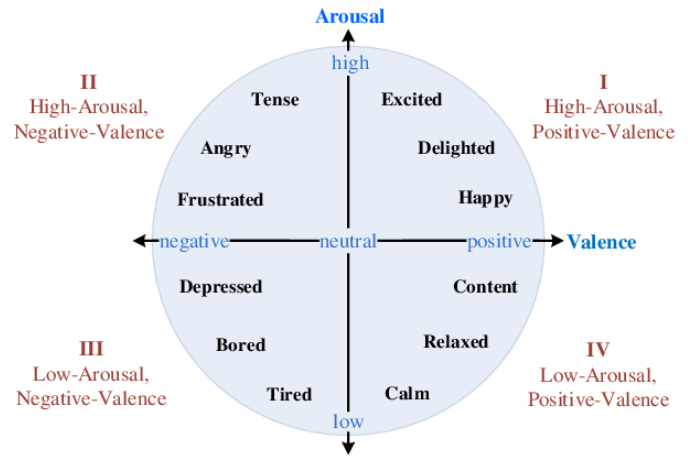 Arousal
high
II
High-Arousal,
Negative-Valence
I
High-Arousal,
Positive-Valence
Tense
Excited
Angry
Delighted
Frustrated
Happy
negative
neutral
positive
Valence
Depressed
Content
Bored
Relaxed
Tired
Calm
III
Low-Arousal,
Negative-Valence
IV
Low-Arousal,
Positive-Valence
low